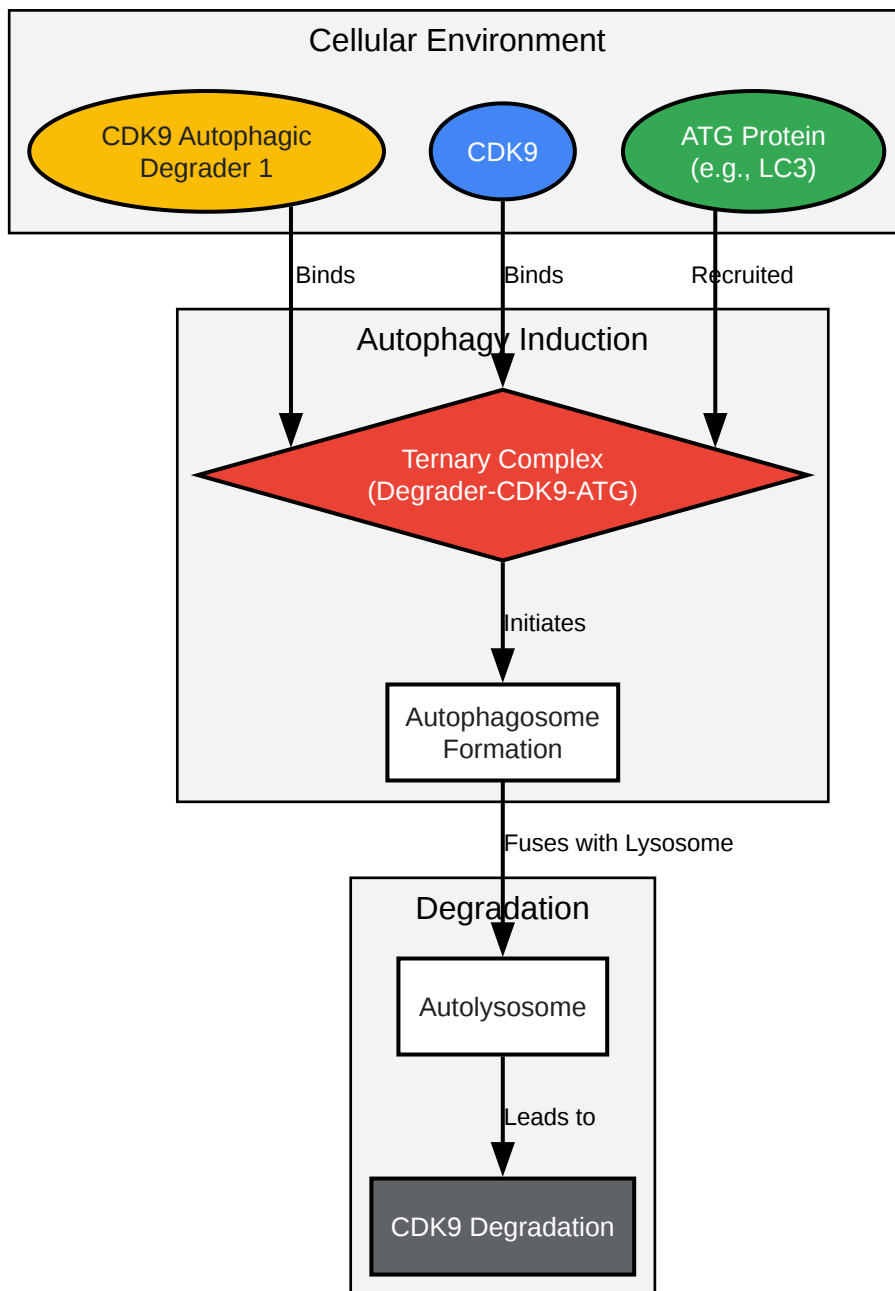 Cellular Environment
CDK9 Autophagic
Degrader 1
CDK9
ATG Protein
(e.g., LC3)
Binds
Binds
Recruited
Autophagy Induction
Ternary Complex
(Degrader-CDK9-ATG)
Initiates
Autophagosome
Formation
Fuses with Lysosome
Degradation
Autolysosome
Leads to
CDK9 Degradation